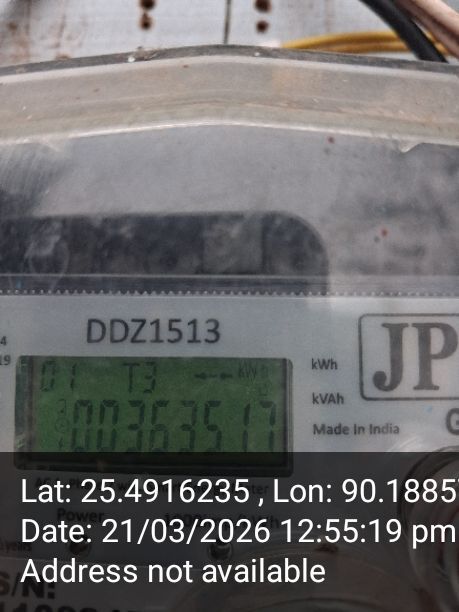 DDZ1513
01 T3
00363517
kWh
kVAh
Made In India
JP
G
Power
Lat: 25.4916235 , Lon: 90.1885
Date: 21/03/2026 12:55:19 pm
Address not available
S/N: